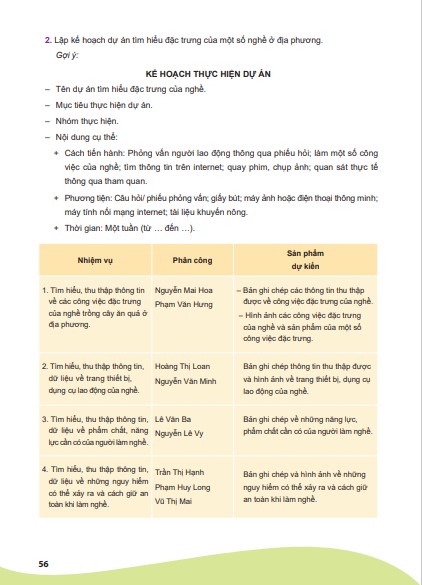 2. Lập kế hoạch dự án tìm hiểu đặc trưng của một số nghề ở địa phương.
Gợi ý:
KẾ HOẠCH THỰC HIỆN DỰ ÁN
– Tên dự án tìm hiểu đặc trưng của nghề.
– Mục tiêu thực hiện dự án.
– Nhóm thực hiện.
– Nội dung cụ thể:
+ Cách tiến hành: Phỏng vấn người lao động thông qua phiếu hỏi; làm một số công
việc của nghề; tìm thông tin trên internet; quay phim, chụp ảnh; quan sát thực tế
thông qua tham quan.
+ Phương tiện: Câu hỏi/ phiếu phỏng vấn; giấy bút; máy ảnh hoặc điện thoại thông minh;
máy tính nối mạng internet; tài liệu khuyến nông.
+ Thời gian: Một tuần (từ ... đến ...).
Nhiệm vụ
Phân công
Sản phẩm
dự kiến
1. Tìm hiểu, thu thập thông tin
về các công việc đặc trưng
của nghề trồng cây ăn quả ở
địa phương.
Nguyễn Mai Hoa
Phạm Văn Hưng
– Bản ghi chép các thông tin thu thập
được về công việc đặc trưng của nghề.
– Hình ảnh các công việc đặc trưng
của nghề và sản phẩm của một số
công việc đặc trưng.
2. Tìm hiểu, thu thập thông tin,
dữ liệu về trang thiết bị,
dụng cụ lao động của nghề.
Hoàng Thị Loan
Nguyễn Văn Minh
Bản ghi chép thông tin thu thập được
và hình ảnh về trang thiết bị, dụng cụ
lao động của nghề.
3. Tìm hiểu, thu thập thông tin,
dữ liệu về phẩm chất, năng
lực cần có của người làm nghề.
Lê Văn Ba
Nguyễn Lê Vy
Bản ghi chép về những năng lực,
phẩm chất cần có của người làm nghề.
4. Tìm hiểu, thu thập thông tin,
dữ liệu về những nguy hiểm
có thể xảy ra và cách giữ an
toàn khi làm nghề.
Trần Thị Hạnh
Phạm Huy Long
Vũ Thị Mai
Bản ghi chép và hình ảnh về những
nguy hiểm có thể xảy ra và cách giữ
an toàn khi làm nghề.
56